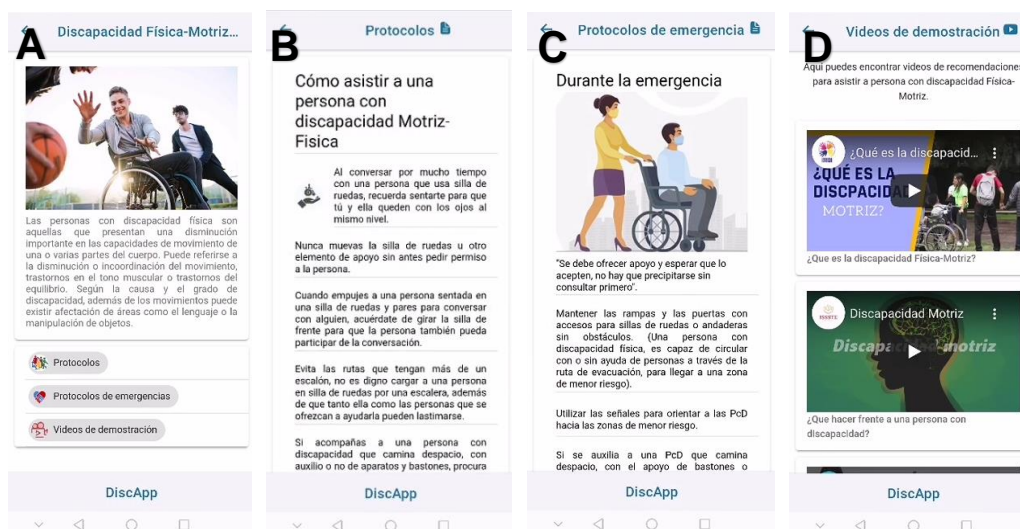 A
Discapacidad Física-Motriz...
Las personas con discapacidad física son
aquellas que presentan una disminución
importante en las capacidades de movimiento de
una o varias partes del cuerpo. Puede referirse a
la disminución o incoordinación del movimiento,
trastornos en el tono muscular o trastornos del
equilibrio. Según la causa y el grado de
discapacidad, además de los movimientos puede
existir afectación de áreas como el lenguaje o la
manipulación de objetos.
Protocolos
Protocolos de emergencias
Videos de demostración
DiscApp
B
Protocolos
Cómo asistir a una
persona con
discapacidad Motriz-
Fisica
Al conversar por mucho tiempo
con una persona que usa silla de
ruedas, recuerda sentarte para que
tú y ella queden con los ojos al
mismo nivel.
Nunca muevas la silla de ruedas u otro
elemento de apoyo sin antes pedir permiso
a la persona.
Cuando empujes a una persona sentada en
una silla de ruedas y pares para conversar
con alguien, acuérdate de girar la silla de
frente para que la persona también pueda
participar de la conversación.
Evita las rutas que tengan más de un
escalón, no es digno cargar a una persona
en silla de ruedas por una escalera, además
de que tanto ella como las personas que se
ofrezcan a ayudarla pueden lastimarse.
Si acompañas a una persona con
discapacidad que camina despacio, con
auxilio o no de aparatos y bastones, procura
DiscApp
C
Protocolos de emergencia
Durante la emergencia
"Se debe ofrecer apoyo y esperar que lo
acepten, no hay que precipitarse sin
consultar primero".
Mantener las rampas y las puertas con
accesos para sillas de ruedas o andaderas
sin obstáculos. (Una persona con
discapacidad física, es capaz de circular
con o sin ayuda de personas a través de la
ruta de evacuación, para llegar a una zona
de menor riesgo).
Utilizar las señales para orientar a las PcD
hacia las zonas de menor riesgo.
Si se auxilia a una PcD que camina
despacio, con el apoyo de bastones o
DiscApp
D
Videos de demostración
Aquí puedes encontrar videos de recomendaciones
para asistir a persona con discapacidad Física-
Motriz.
¿Qué es la discapacid...
¿QUÉ ES LA
DISCPACIDAD
MOTRIZ?
¿Que es la discapacidad Física-Motriz?
Discapacidad Motriz
Discapacidad motriz
¿Que hacer frente a una persona con
discapacidad?
DiscApp